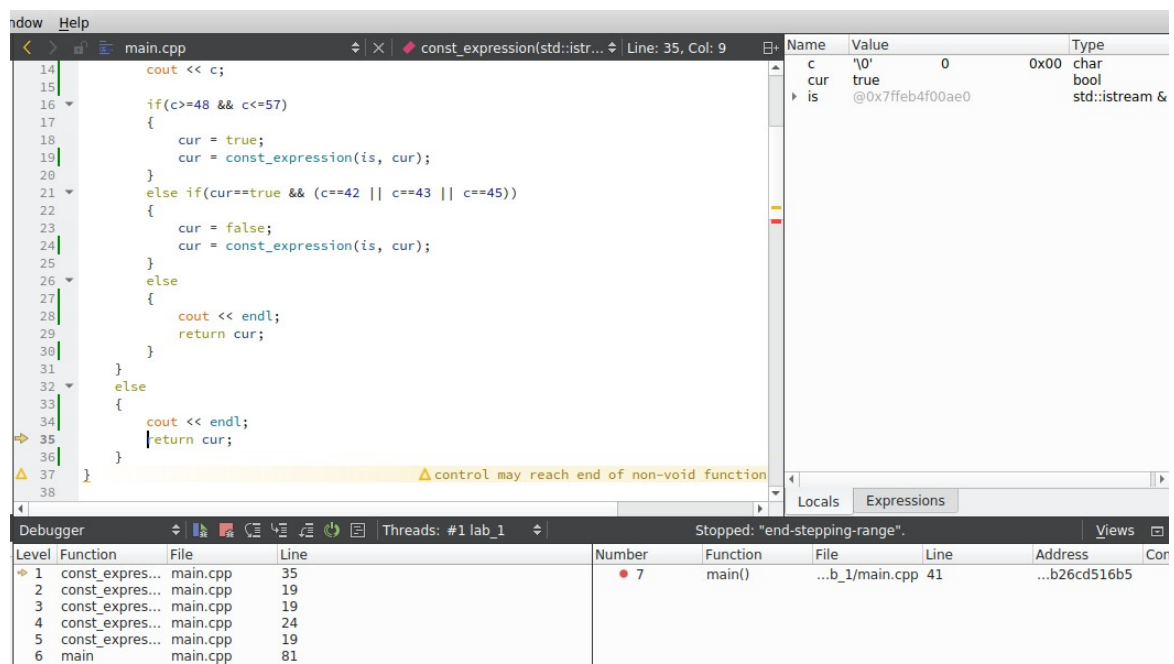 ndow Help
main.cpp const_expression(std::istr... Line: 35, Col: 9
Name Value Type
c '\0' 0 0x00 char
cur true bool
is @0x7ffeb4f00ae0 std::istream &
14 cout << c;
15
16 if(c>=48 && c<=57)
17 {
18 cur = true;
19 cur = const_expression(is, cur);
20 }
21 else if(cur==true && (c==42 || c==43 || c==45))
22 {
23 cur = false;
24 cur = const_expression(is, cur);
25 }
26 else
27 {
28 cout << endl;
29 return cur;
30 }
31 }
32 else
33 {
34 cout << endl;
35 return cur;
36 }
37 } control may reach end of non-void function
38
Locals Expressions
Debugger Threads: #1 lab_1 Stopped: "end-stepping-range". Views
Level Function File Line
1 const_expres... main.cpp 35
2 const_expres... main.cpp 19
3 const_expres... main.cpp 19
4 const_expres... main.cpp 24
5 const_expres... main.cpp 19
6 main main.cpp 81
Number Function File Line Address Con
7 main() ...b_1/main.cpp 41 ...b26cd516b5